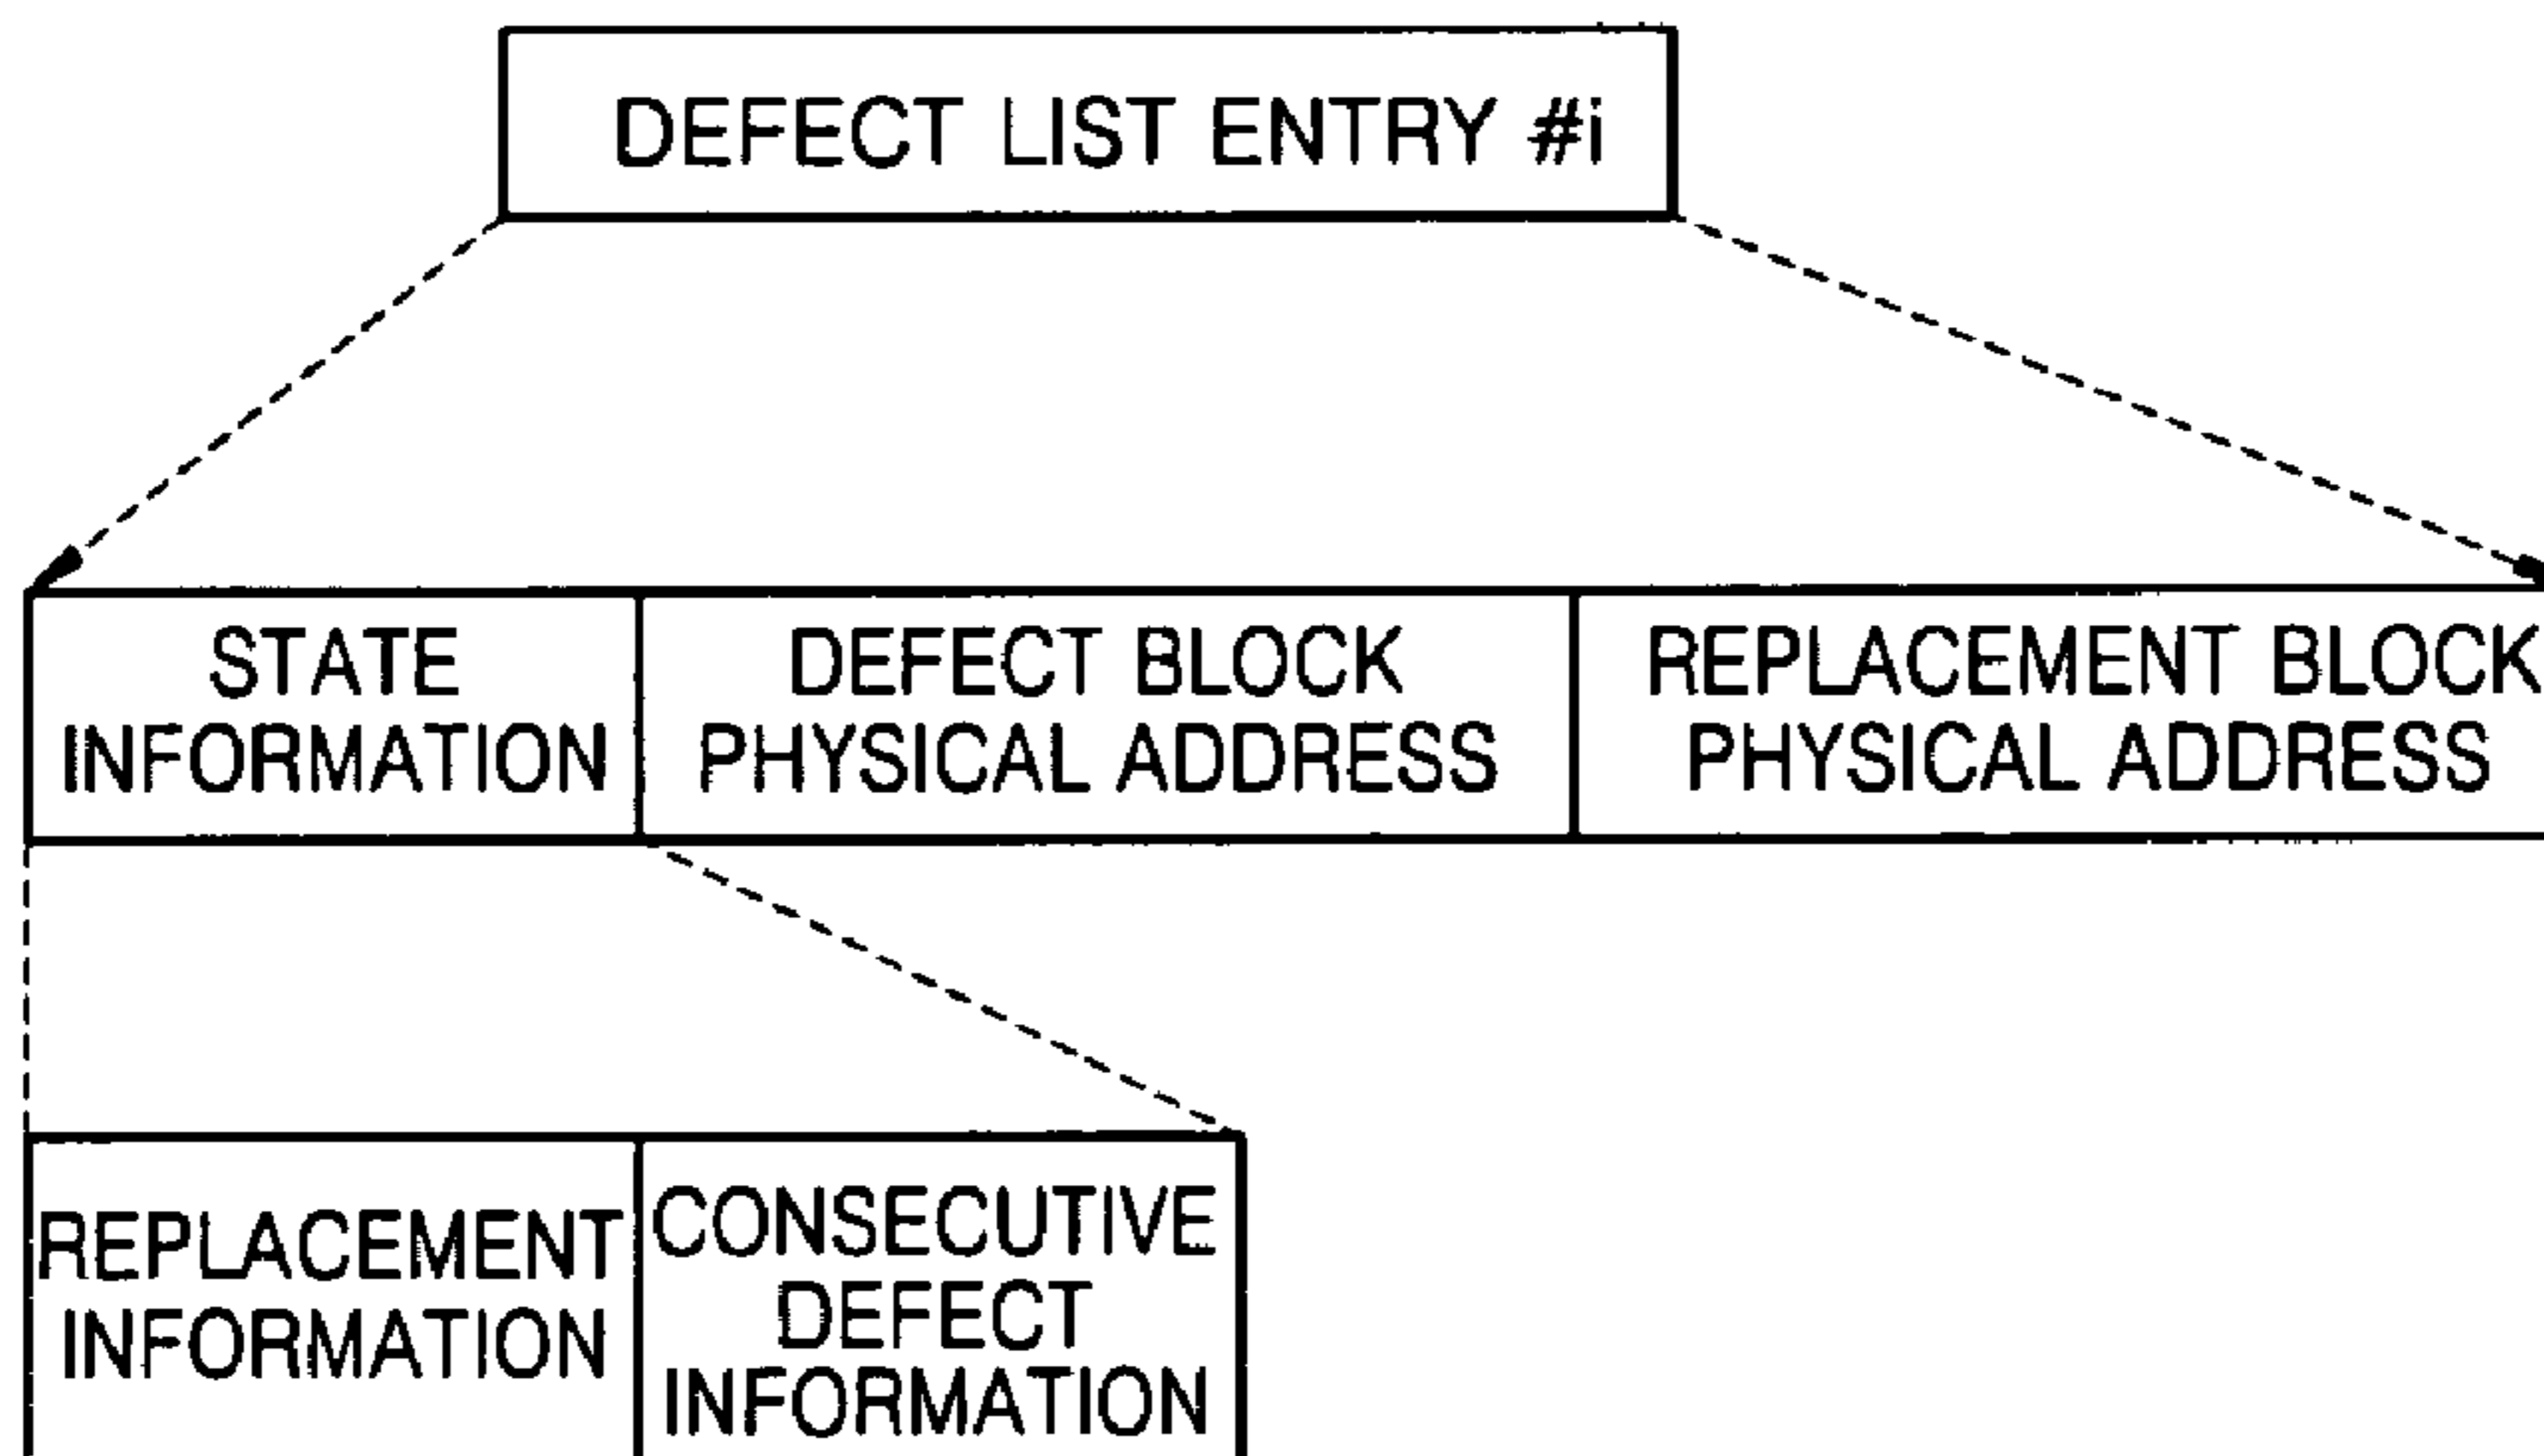 DEFECT LIST ENTRY #i
STATE
INFORMATION
DEFECT BLOCK
PHYSICAL ADDRESS
REPLACEMENT BLOCK
PHYSICAL ADDRESS
REPLACEMENT
INFORMATION
CONSECUTIVE
DEFECT
INFORMATION